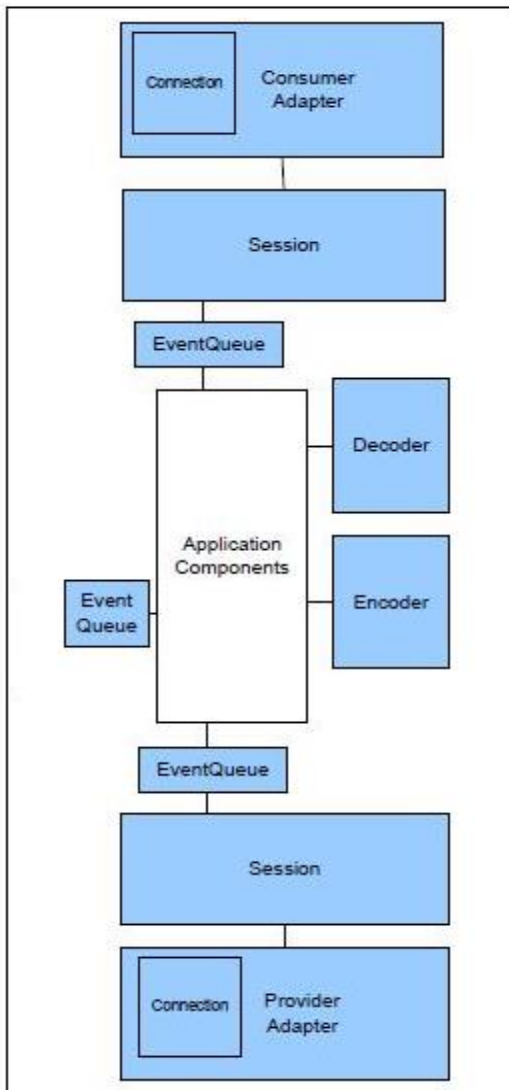 Connection
Consumer
Adapter
Session
EventQueue
Decoder
Application
Components
Event
Queue
Encoder
EventQueue
Session
Connection
Provider
Adapter